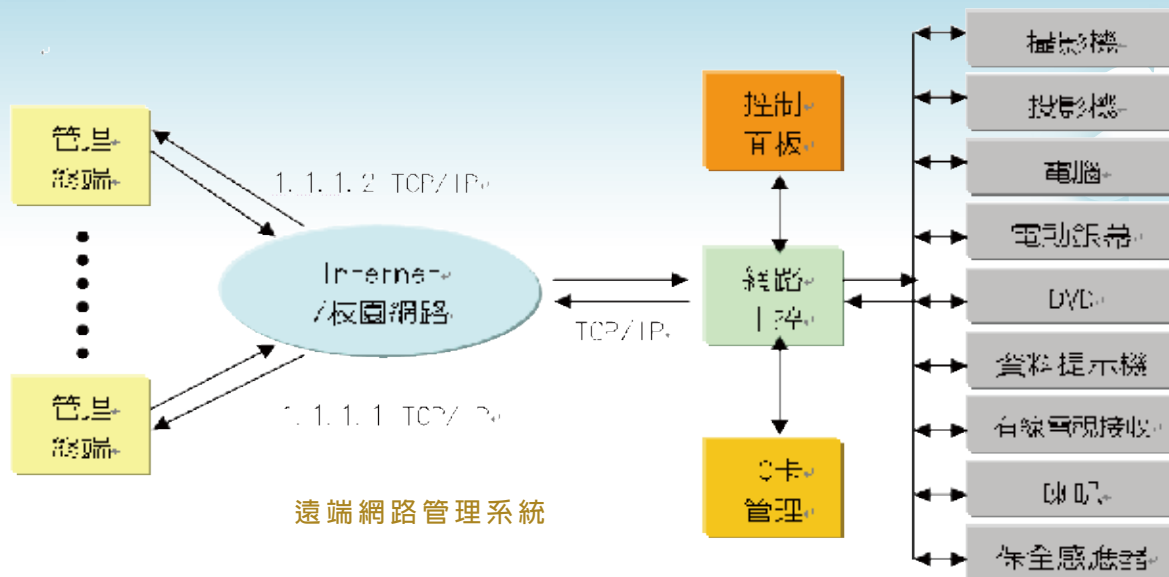 管理
終端
1.1.1.2 TCP/IP
Internet
/校園網路
TCP/IP
管理
終端
1.1.1.1 TCP/IP
遠端網路管理系統
控制
面板
網路
中控
IC卡
管理
攝影機
投影機
電腦
電動銀幕
DVD
資料提示機
有線電視接收
喇叭
保全感應器